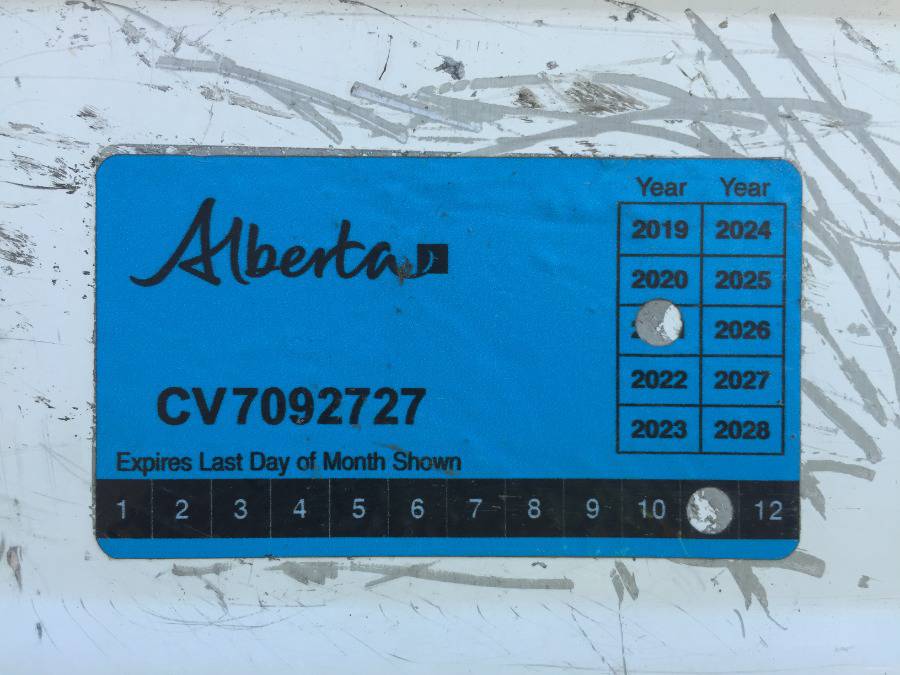 Alberta
Year Year
2019 2024
2020 2025
2026
2022 2027
2023 2028
CV7092727
Expires Last Day of Month Shown
1 2 3 4 5 6 7 8 9 10 12